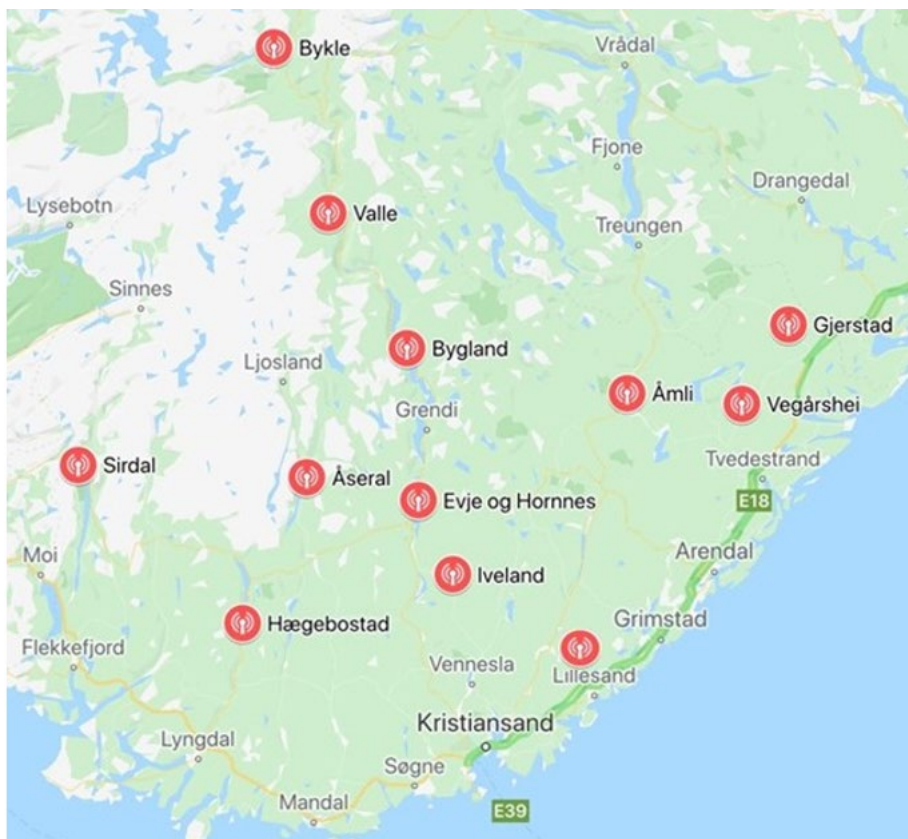 Bykle
Vrådal
Fjone
Drangedal
Lysebotn
Valle
Treungen
Sinnes
Gjerstad
Bygland
Ljosland
Åmli
Vegårshei
Grendi
Sirdal
Åseral
Tvedestrand
Evje og Hornnes
E18
Moi
Arendal
Iveland
Hægebostad
Grimstad
Flekkefjord
Vennesla
Lillesand
Kristiansand
Lyngdal
Søgne
Mandal
E39